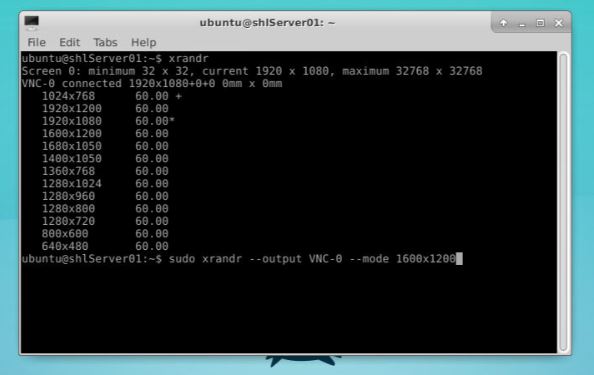 ubuntu@shlServer01: ~
File Edit Tabs Help
ubuntu@shlServer01:~$ xrandr
Screen 0: minimum 32 x 32, current 1920 x 1080, maximum 32768 x 32768
VNC-0 connected 1920x1080+0+0 0mm x 0mm
1024x768 60.00 +
1920x1200 60.00
1920x1080 60.00*
1600x1200 60.00
1680x1050 60.00
1400x1050 60.00
1360x768 60.00
1280x1024 60.00
1280x960 60.00
1280x800 60.00
1280x720 60.00
800x600 60.00
640x480 60.00
ubuntu@shlServer01:~$ sudo xrandr --output VNC-0 --mode 1600x1200